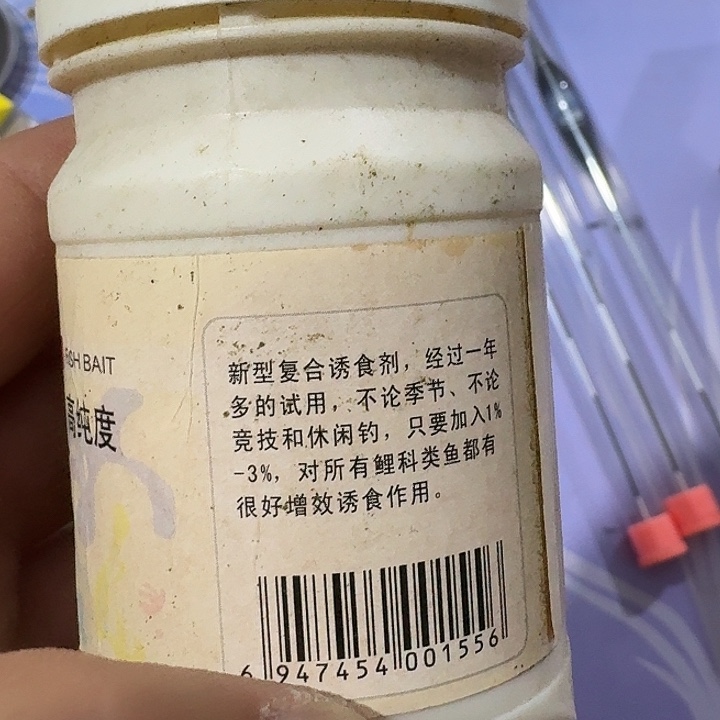 FISH BAIT
高纯度
新型复合诱食剂，经过一年
多的试用，不论季节、不论
竞技和休闲钓，只要加入1%
-3%，对所有鲤科类鱼都有
很好增效诱食作用。
6 947454 001556